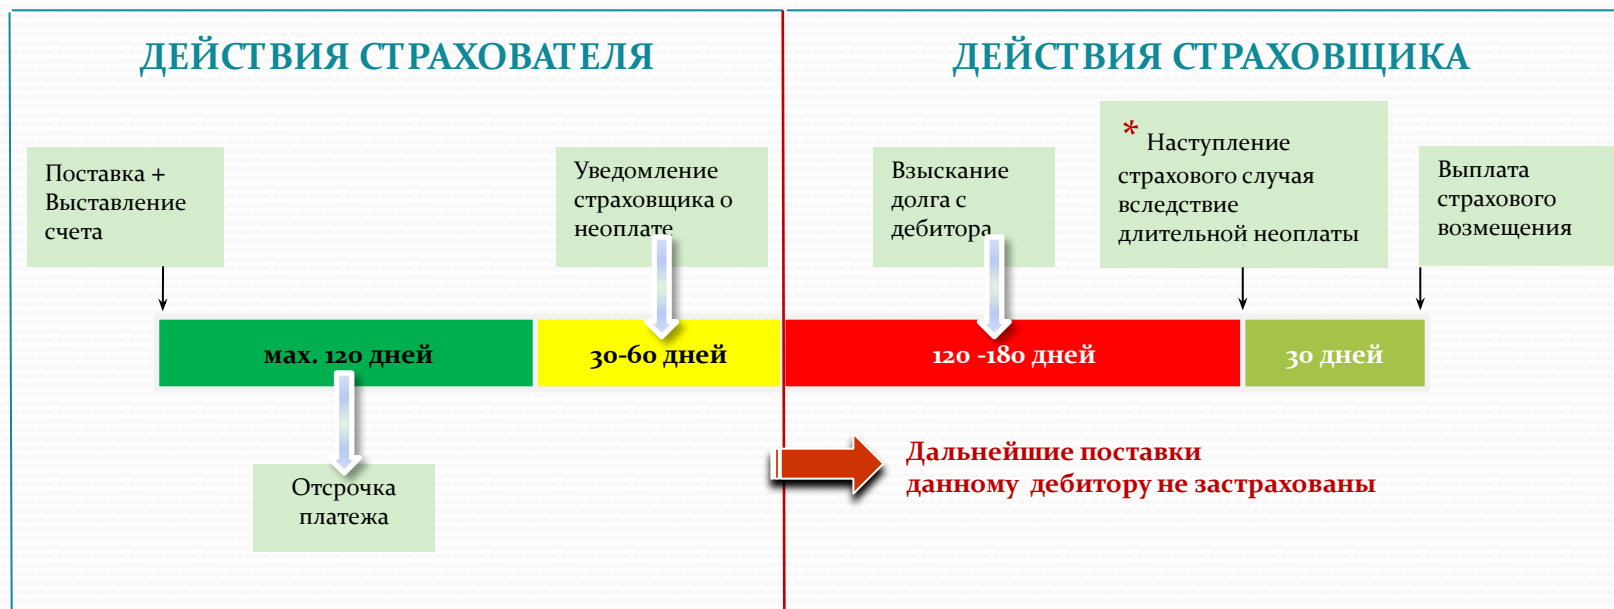 ДЕЙСТВИЯ СТРАХОВАТЕЛЯ
Поставка +
Выставление
счета
Уведомление
страховщика о
неоплате
мах. 120 дней
30-60 дней
Отсрочка
платежа
ДЕЙСТВИЯ СТРАХОВЩИКА
Взыскание
долга с
дебитора
* Наступление
страхового случая
вследствие
длительной неоплаты
Выплата
страхового
возмещения
120 -180 дней
30 дней
Дальнейшие поставки
данному дебитору не застрахованы